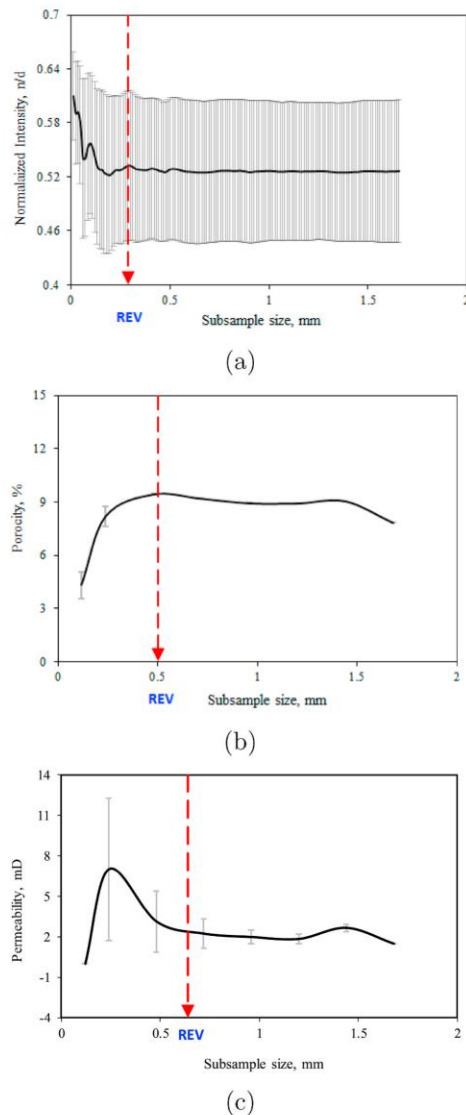 0.7
0.64
0.58
0.52
0.46
0.4
Normalaized Intensity, n/d
0 0.5 1 1.5 2
REV Subsample size, mm
(a)
15
12
9
6
3
0
Porocity, %
0 0.5 1 1.5 2
REV Subsample size, mm
(b)
14
11
8
5
2
-1
-4
Permeability, mD
0 0.5 1 1.5 2
REV
Subsample size, mm
(c)